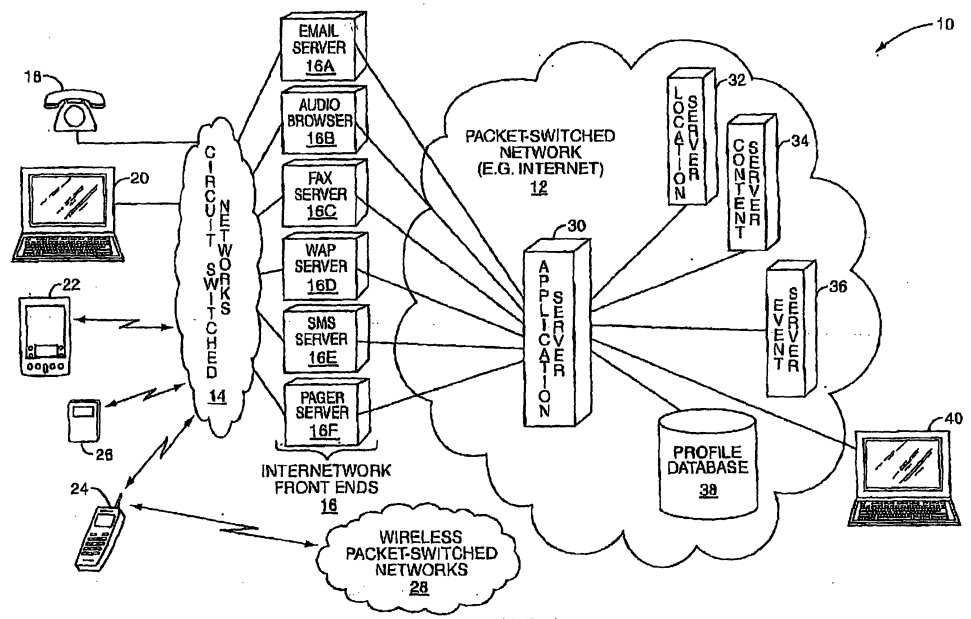 10
18
20
22
26
24
CIRCUIT SWITCHED
NETWORKS
14
EMAIL
SERVER
16A
AUDIO
BROWSER
16B
FAX
SERVER
16C
WAP
SERVER
16D
SMS
SERVER
16E
PAGER
SERVER
16F
INTERNETWORK
FRONT ENDS
16
WIRELESS
PACKET-SWITCHED
NETWORKS
28
PACKET-SWITCHED
NETWORK
(E.G. INTERNET)
12
30
APPLICATION
SERVER
32
LOCATION
SERVER
34
CONTENT
SERVER
36
EVENT
SERVER
PROFILE
DATABASE
38
40